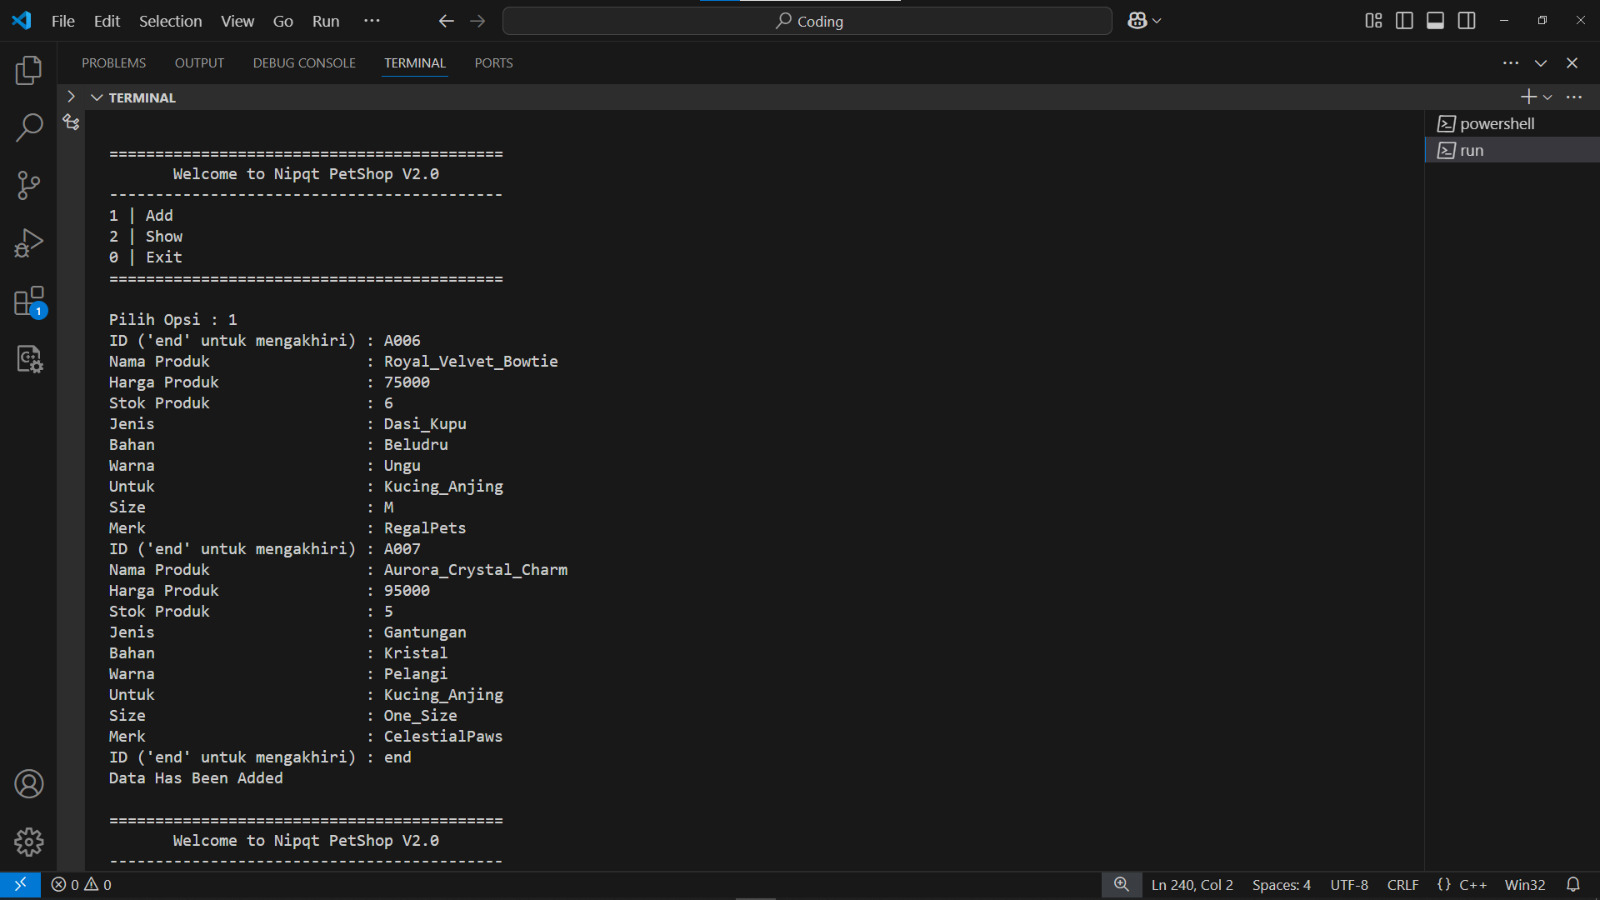 File Edit Selection View Go Run ··· Coding
PROBLEMS OUTPUT DEBUG CONSOLE TERMINAL PORTS
TERMINAL
powershell
run
===========================================
Welcome to Nipqt PetShop V2.0
-------------------------------------------
1 | Add
2 | Show
0 | Exit
===========================================
Pilih Opsi : 1
ID ('end' untuk mengakhiri) : A006
Nama Produk : Royal_Velvet_Bowtie
Harga Produk : 75000
Stok Produk : 6
Jenis : Dasi_Kupu
Bahan : Beludru
Warna : Ungu
Untuk : Kucing_Anjing
Size : M
Merk : RegalPets
ID ('end' untuk mengakhiri) : A007
Nama Produk : Aurora_Crystal_Charm
Harga Produk : 95000
Stok Produk : 5
Jenis : Gantungan
Bahan : Kristal
Warna : Pelangi
Untuk : Kucing_Anjing
Size : One_Size
Merk : CelestialPaws
ID ('end' untuk mengakhiri) : end
Data Has Been Added
===========================================
Welcome to Nipqt PetShop V2.0
-------------------------------------------
1
0 0 Ln 240, Col 2 Spaces: 4 UTF-8 CRLF {} C++ Win32